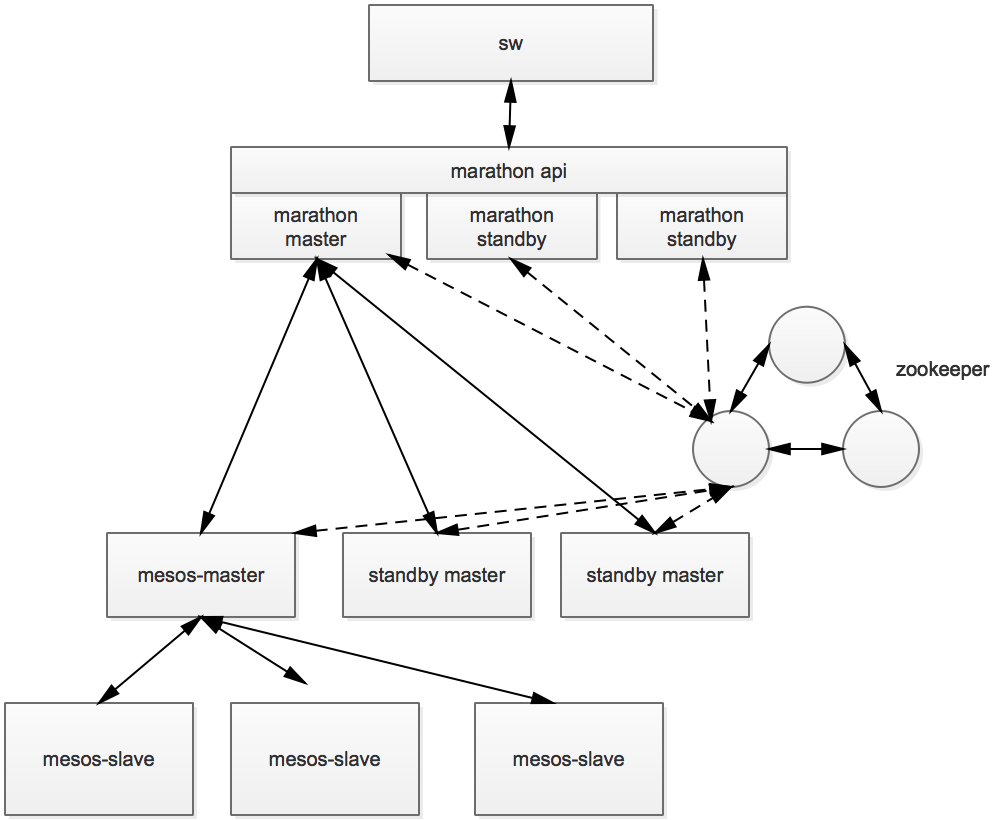 sw
marathon api
marathon
master
marathon
standby
marathon
standby
zookeeper
mesos-master
standby master
standby master
mesos-slave
mesos-slave
mesos-slave